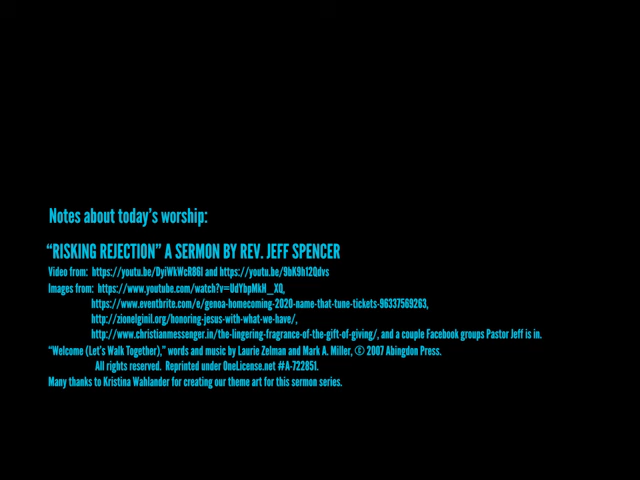 Notes about today's worship:
“RISKING REJECTION” A SERMON BY REV. JEFF SPENCER
Video from: https://youtu.be/DyiWkWcR86I and https://youtu.be/9bK9h12Qdvs
Images from: https://www.youtube.com/watch?v=UdYbpMkH_XQ,
https://www.eventbrite.com/e/genoa-homecoming-2020-name-that-tune-tickets-96337569263,
http://zionelginil.org/honoring-jesus-with-what-we-have/,
http://www.christianmessenger.in/the-lingering-fragrance-of-the-gift-of-giving/, and a couple Facebook groups Pastor Jeff is in.
“Welcome (Let's Walk Together),” words and music by Laurie Zelman and Mark A. Miller, © 2007 Abingdon Press.
All rights reserved. Reprinted under OneLicense.net #A-722851.
Many thanks to Kristina Wahlander for creating our theme art for this sermon series.